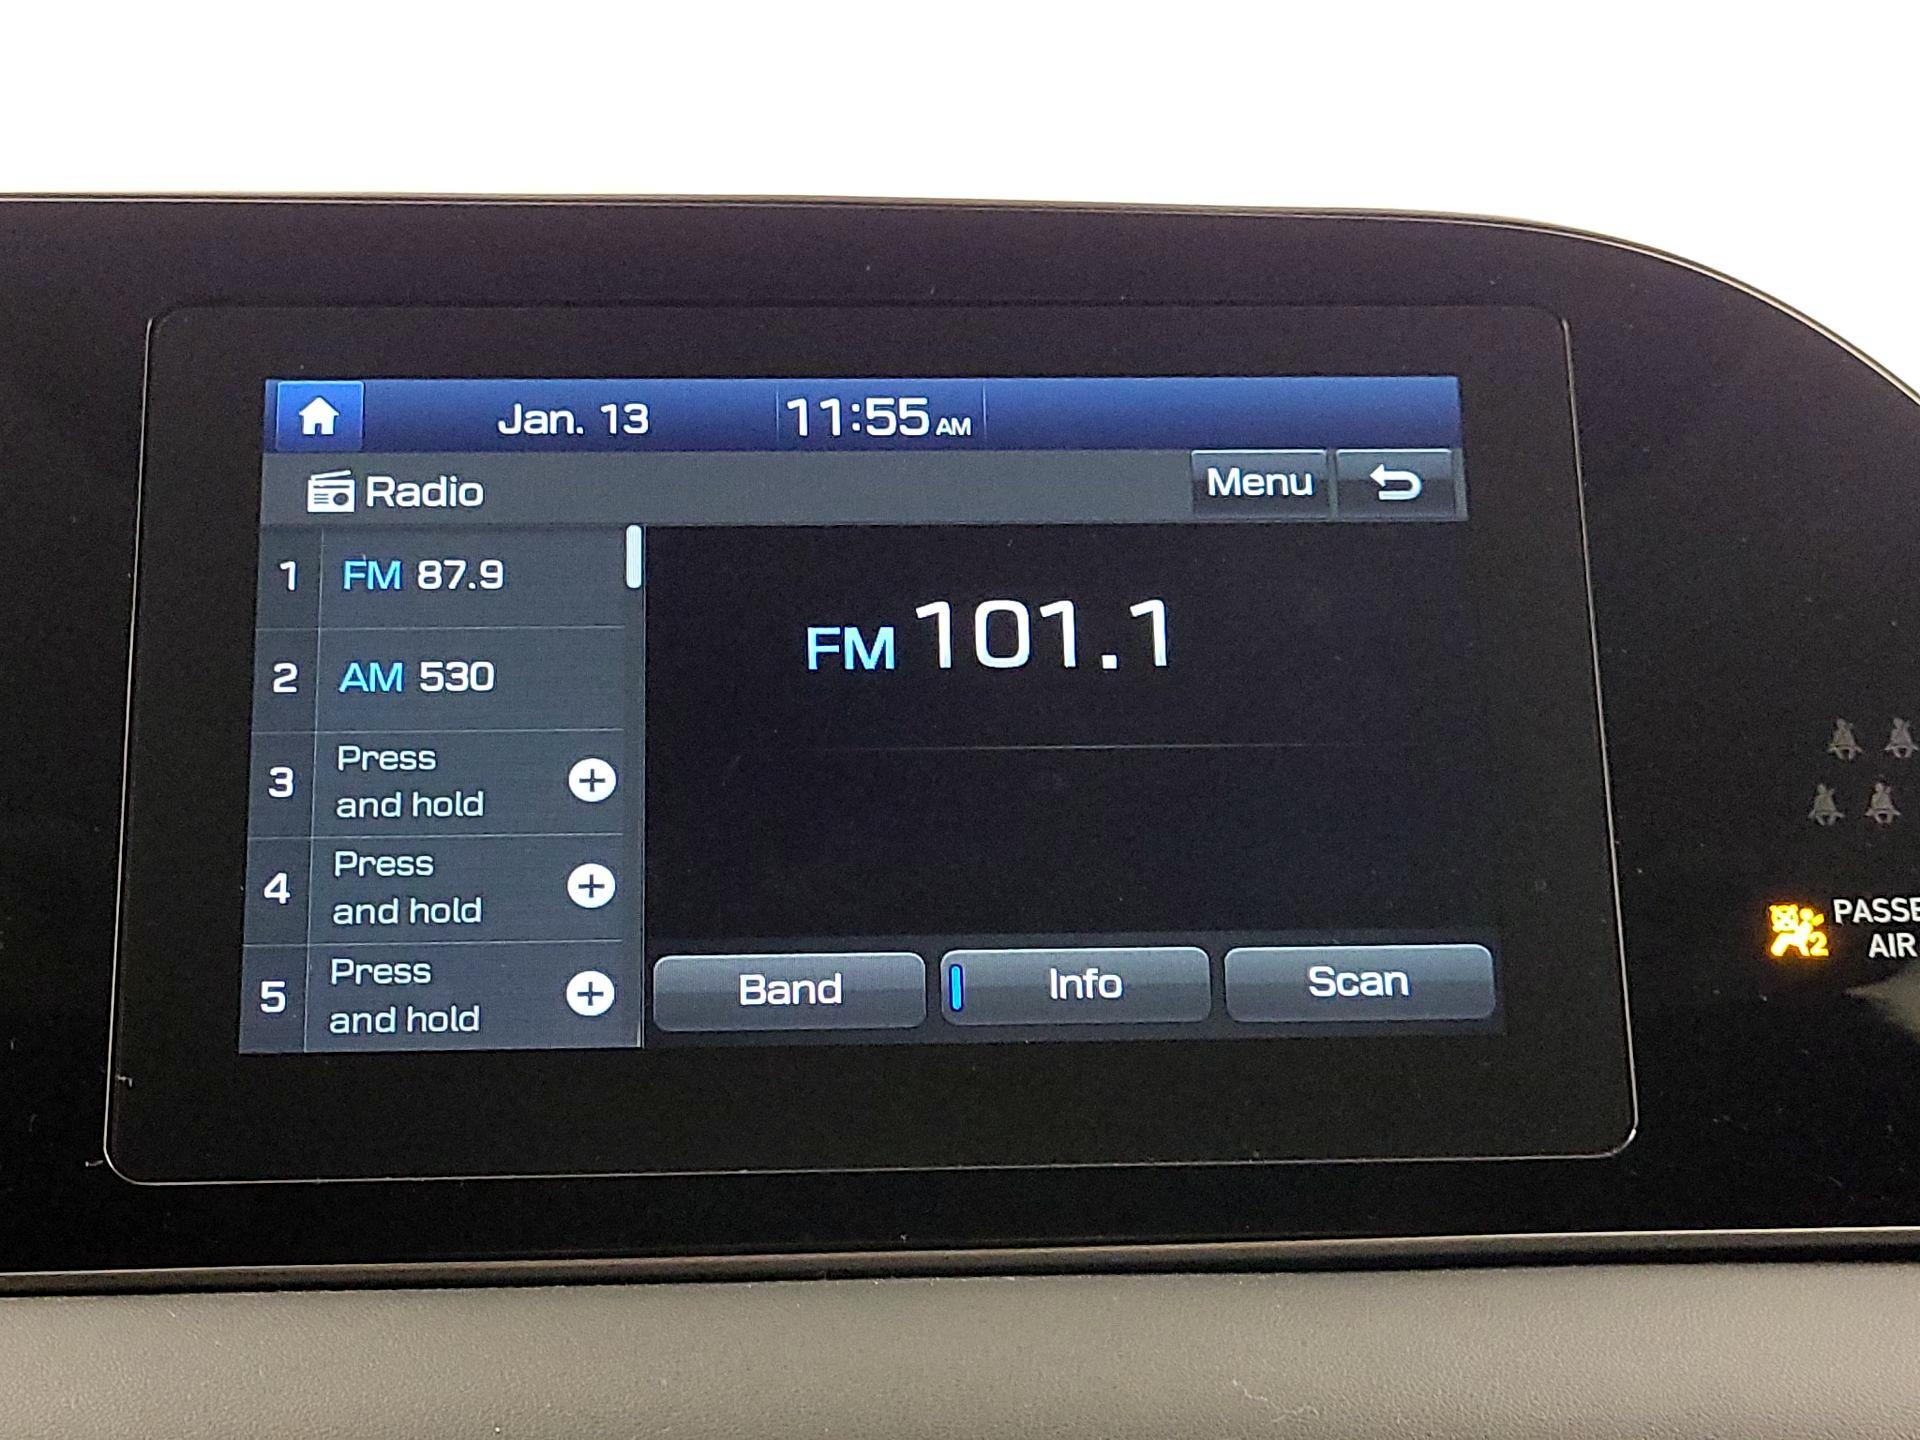 Jan. 13 11:55 AM
Radio Menu
1 FM 87.9
FM 101.1
2 AM 530
3 Press
and hold
4 Press
and hold
5 Press
and hold
Band Info Scan
PASSE
AIR
2